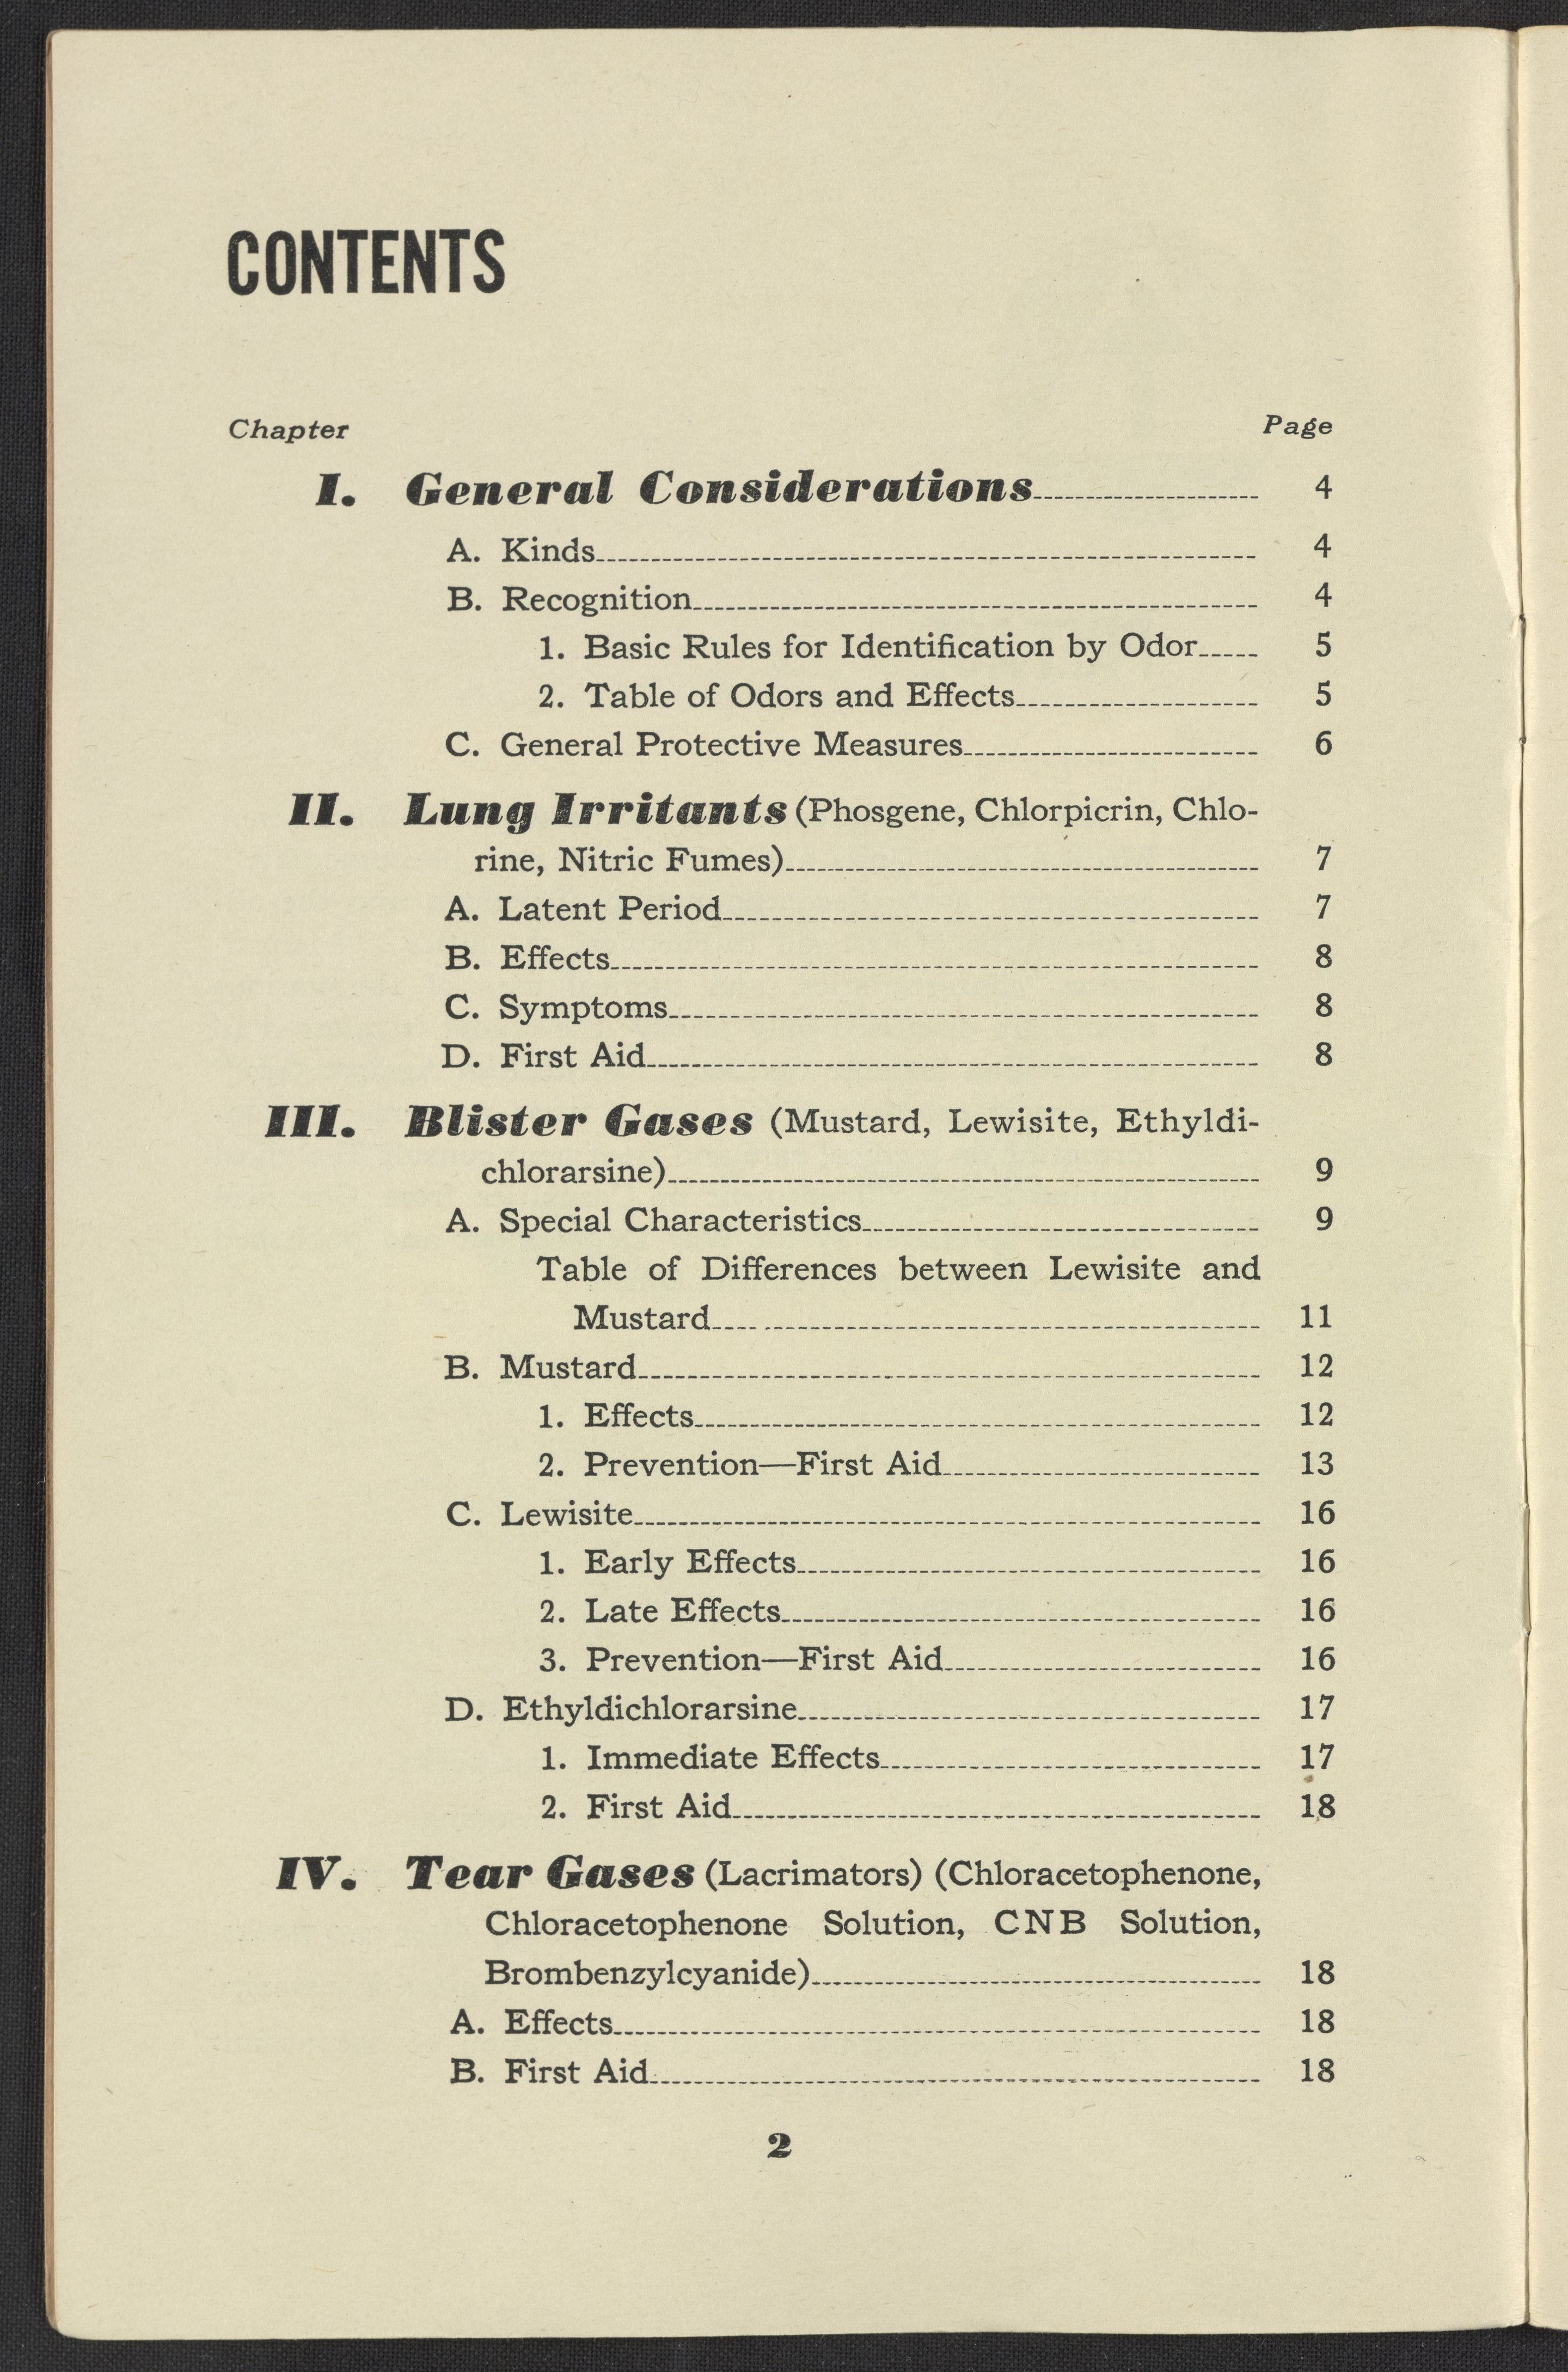 CONTENTS
Chapter Page
I. General Considerations 4
A. Kinds 4
B. Recognition 4
1. Basic Rules for Identification by Odor 5
2. Table of Odors and Effects 5
C. General Protective Measures 6
II. Lung Irritants (Phosgene, Chlorpicrin, Chlo-
rine, Nitric Fumes) 7
A. Latent Period 7
B. Effects 8
C. Symptoms 8
D. First Aid 8
III. Blister Gases (Mustard, Lewisite, Ethyldi-
chlorarsine) 9
A. Special Characteristics 9
Table of Differences between Lewisite and
Mustard 11
B. Mustard 12
1. Effects 12
2. Prevention—First Aid 13
C. Lewisite 16
1. Early Effects 16
2. Late Effects 16
3. Prevention—First Aid 16
D. Ethyldichlorarsine 17
1. Immediate Effects 17
2. First Aid 18
IV. Tear Gases (Lacrimators) (Chloracetophenone,
Chloracetophenone Solution, CNB Solution,
Brombenzylcyanide) 18
A. Effects 18
B. First Aid 18
2